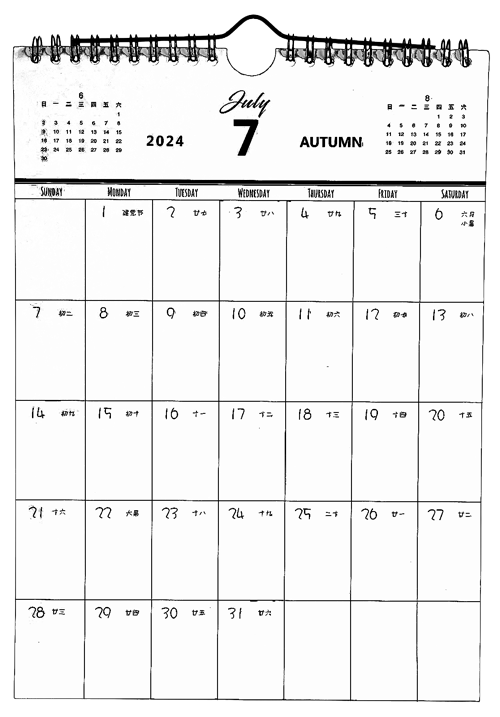 6
日 一 二 三 四 五 六
1
2 3 4 5 6 7 8
9 10 11 12 13 14 15
16 17 18 19 20 21 22
23 24 25 26 27 28 29
30
2024
July
7
AUTUMN
8
日 一 二 三 四 五 六
1 2 3
4 5 6 7 8 9 10
11 12 13 14 15 16 17
18 19 20 21 22 23 24
25 26 27 28 29 30 31
SUNDAY MONDAY TUESDAY WEDNESDAY THURSDAY FRIDAY SATURDAY
1 建党节 2 廿七 3 廿八 4 廿九 5 三十 6 六月
小暑
7 初二 8 初三 9 初四 10 初五 11 初六 12 初七 13 初八
14 初九 15 初十 16 十一 17 十二 18 十三 19 十四 20 十五
21 十六 22 大暑 23 十八 24 十九 25 二十 26 廿一 27 廿二
28 廿三 29 廿四 30 廿五 31 廿六